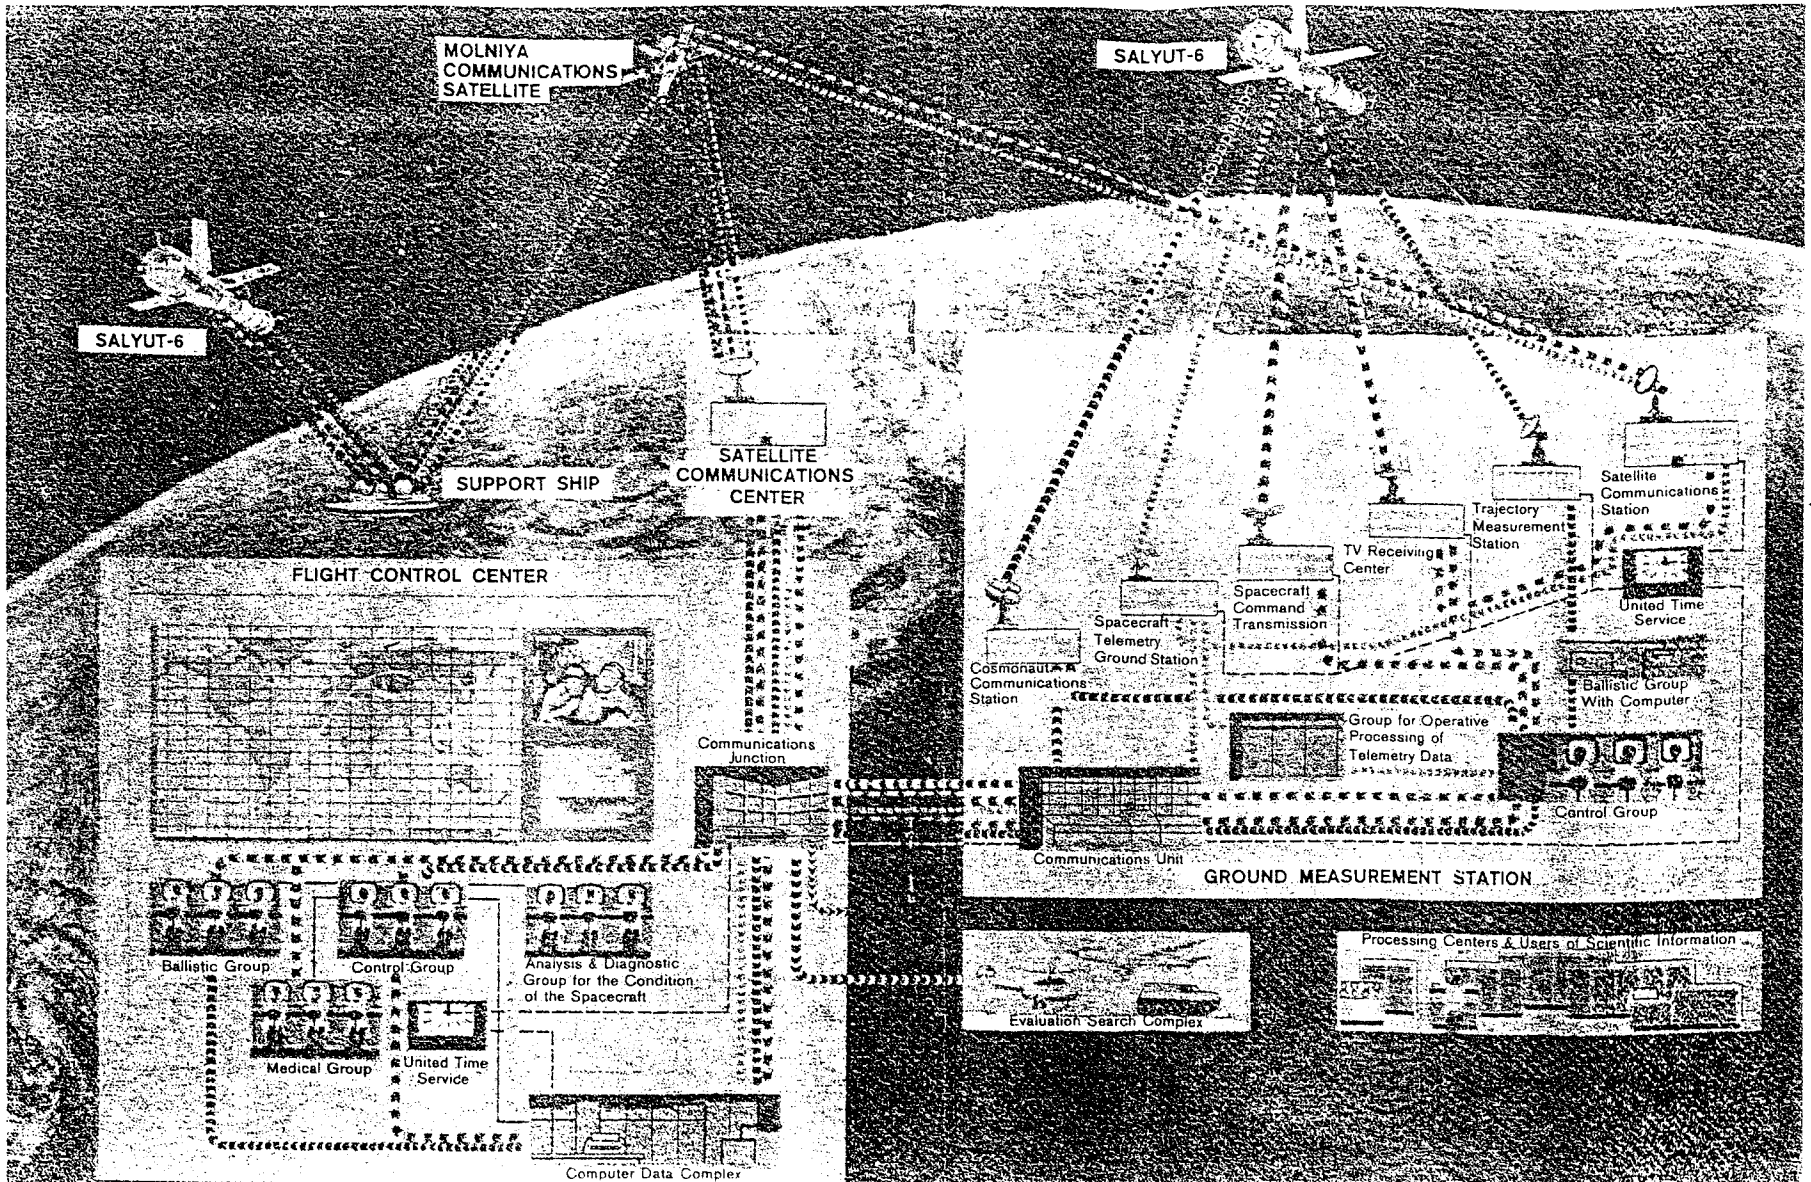 MOLNIYA
COMMUNICATIONS
SATELLITE
SALYUT-6
SALYUT-6
SUPPORT SHIP
SATELLITE
COMMUNICATIONS
CENTER
FLIGHT CONTROL CENTER
Communications
Junction
Ballistic Group
Control Group
Analysis & Diagnostic
Group for the Condition
of the Spacecraft
Medical Group
United Time
Service
Computer Data Complex
Satellite
Communications
Station
Trajectory
Measurement
Station
TV Receiving
Center
United Time
Service
Spacecraft
Command
Transmission
Spacecraft
Telemetry
Ground Station
Cosmonaut
Communications
Station
Ballistic Group
With Computer
Group for Operative
Processing of
Telemetry Data
Control Group
Communications Unit
GROUND MEASUREMENT STATION
Evaluation Search Complex
Processing Centers & Users of Scientific Information